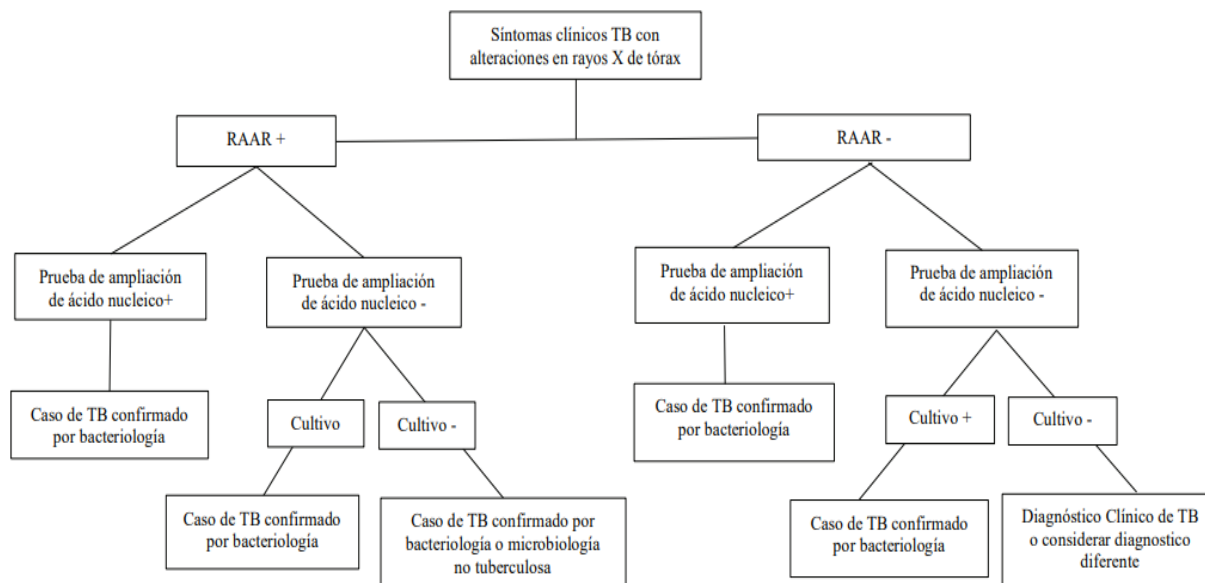 Síntomas clínicos TB con
alteraciones en rayos X de tórax
RAAR +
RAAR -
Prueba de ampliación
de ácido nucleico+
Prueba de ampliación
de ácido nucleico -
Prueba de ampliación
de ácido nucleico+
Prueba de ampliación
de ácido nucleico -
Caso de TB confirmado
por bacteriología
Cultivo
Cultivo -
Caso de TB confirmado
por bacteriología
Cultivo +
Cultivo -
Caso de TB confirmado
por bacteriología
Caso de TB confirmado por
bacteriología o microbiología
no tuberculosa
Caso de TB confirmado
por bacteriología
Diagnóstico Clínico de TB
o considerar diagnostico
diferente